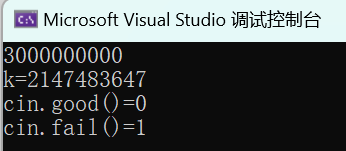 Microsoft Visual Studio 调试控制台
3000000000
k=2147483647
cin.good()=0
cin.fail()=1